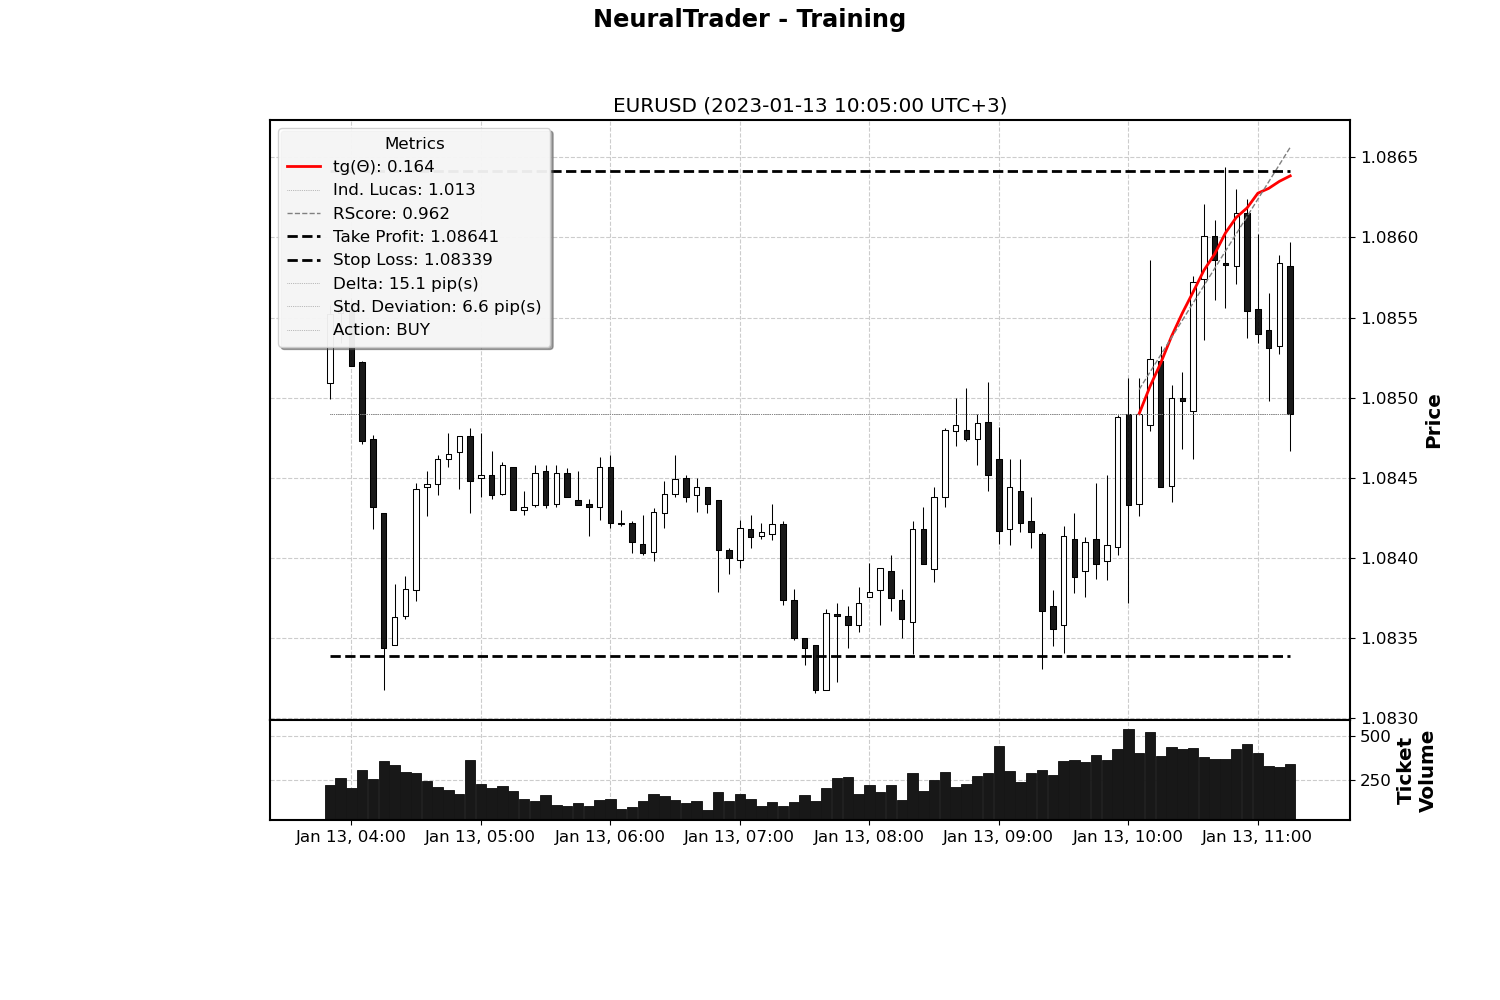 NeuralTrader - Training
EURUSD (2023-01-13 10:05:00 UTC+3)
Metrics
tg(Θ): 0.164
Ind. Lucas: 1.013
RScore: 0.962
Take Profit: 1.08641
Stop Loss: 1.08339
Delta: 15.1 pip(s)
Std. Deviation: 6.6 pip(s)
Action: BUY
1.0865
1.0860
1.0855
1.0850
1.0845
1.0840
1.0835
1.0830
Price
500
250
Ticket
Volume
Jan 13, 04:00
Jan 13, 05:00
Jan 13, 06:00
Jan 13, 07:00
Jan 13, 08:00
Jan 13, 09:00
Jan 13, 10:00
Jan 13, 11:00